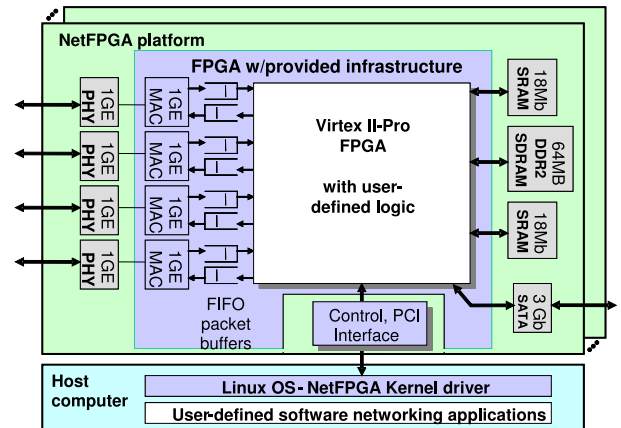 NetFPGA platform
FPGA w/provided infrastructure
1GE
PHY
1GE
MAC
1GE
PHY
1GE
MAC
1GE
PHY
1GE
MAC
1GE
PHY
1GE
MAC
FIFO
packet
buffers
Virtex II-Pro
FPGA
with user-
defined logic
18Mb
SRAM
64MB
DDR2
SDRAM
18Mb
SRAM
3 Gb
SATA
Control, PCI
Interface
Host
computer
Linux OS- NetFPGA Kernel driver
User-defined software networking applications